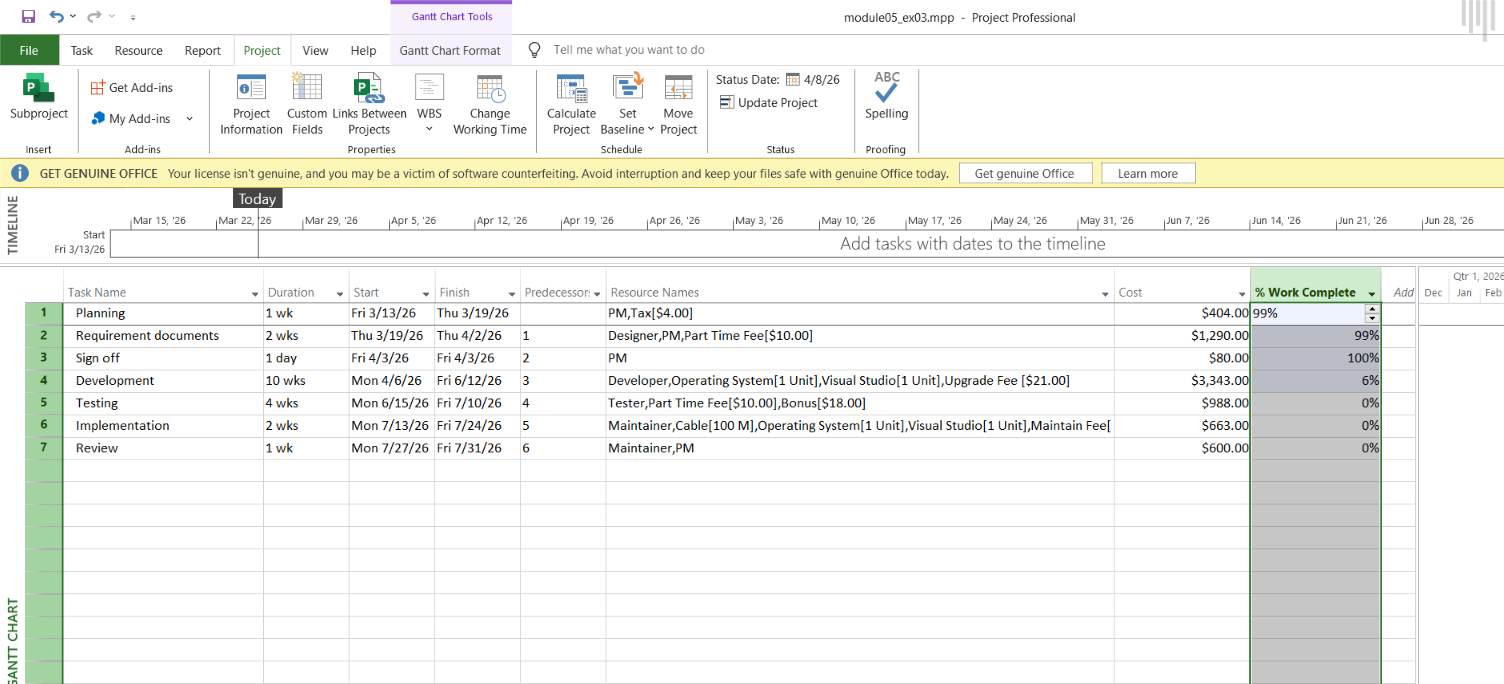 Gantt Chart Tools
module05_ex03.mpp - Project Professional
File Task Resource Report Project View Help Gantt Chart Format Tell me what you want to do
Subproject
Insert
Get Add-ins
My Add-ins
Add-ins
Project Information
Custom Fields
Links Between Projects
WBS
Change Working Time
Properties
Calculate Project
Set Baseline
Move Project
Schedule
Status Date: 4/8/26
Update Project
Status
ABC
Spelling
Proofing
GET GENUINE OFFICE Your license isn't genuine, and you may be a victim of software counterfeiting. Avoid interruption and keep your files safe with genuine Office today. Get genuine Office Learn more
TIMELINE
Today
Mar 15, '26 Mar 22, '26 Mar 29, '26 Apr 5, '26 Apr 12, '26 Apr 19, '26 Apr 26, '26 May 3, '26 May 10, '26 May 17, '26 May 24, '26 May 31, '26 Jun 7, '26 Jun 14, '26 Jun 21, '26 Jun 28, '26
Start
Fri 3/13/26
Add tasks with dates to the timeline
Qtr 1, 2026
Task Name Duration Start Finish Predecessors Resource Names Cost % Work Complete Add Dec Jan Feb
1 Planning 1 wk Fri 3/13/26 Thu 3/19/26 PM,Tax[$4.00] $404.00 99%
2 Requirement documents 2 wks Thu 3/19/26 Thu 4/2/26 1 Designer,PM,Part Time Fee[$10.00] $1,290.00 99%
3 Sign off 1 day Fri 4/3/26 Fri 4/3/26 2 PM $80.00 100%
4 Development 10 wks Mon 4/6/26 Fri 6/12/26 3 Developer,Operating System[1 Unit],Visual Studio[1 Unit],Upgrade Fee [$21.00] $3,343.00 6%
5 Testing 4 wks Mon 6/15/26 Fri 7/10/26 4 Tester,Part Time Fee[$10.00],Bonus[$18.00] $988.00 0%
6 Implementation 2 wks Mon 7/13/26 Fri 7/24/26 5 Maintainer,Cable[100 M],Operating System[1 Unit],Visual Studio[1 Unit],Maintain Fee[ $663.00 0%
7 Review 1 wk Mon 7/27/26 Fri 7/31/26 6 Maintainer,PM $600.00 0%
GANTT CHART